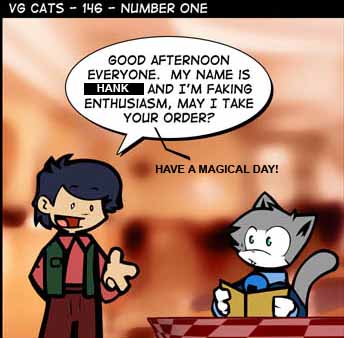 VG CATS - 146 - NUMBER ONE
GOOD AFTERNOON
EVERYONE. MY NAME IS
HANK AND I'M FAKING
ENTHUSIASM, MAY I TAKE
YOUR ORDER?
HAVE A MAGICAL DAY!